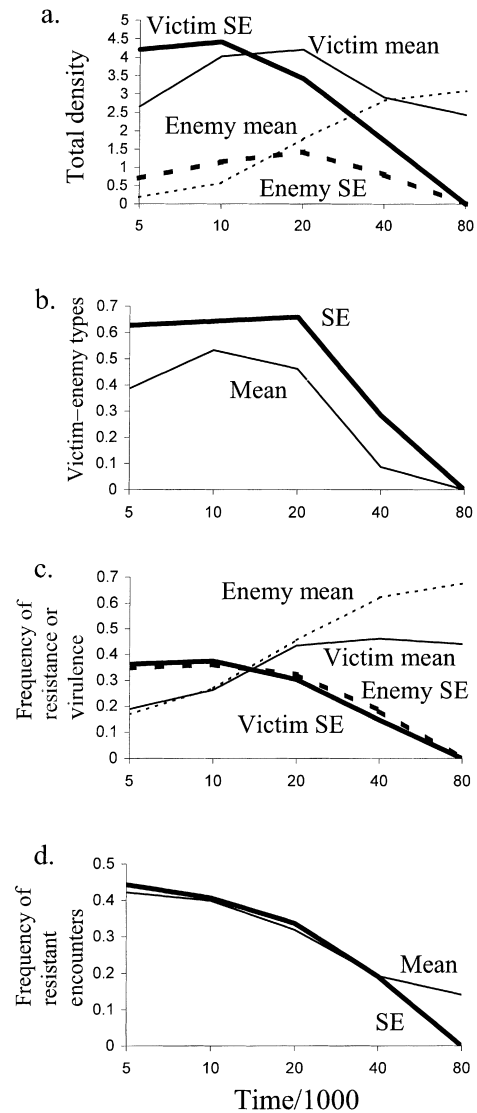 a.
Total density
5
4.5
4
3.5
3
2.5
2
1.5
1
0.5
0
Victim SE
Victim mean
Enemy mean
Enemy SE
5 10 20 40 80
b.
Victim–enemy types
0.7
0.6
0.5
0.4
0.3
0.2
0.1
0
SE
Mean
5 10 20 40 80
c.
Frequency of
resistance or
virulence
0.7
0.6
0.5
0.4
0.3
0.2
0.1
0
Enemy mean
Victim mean
Enemy SE
Victim SE
5 10 20 40 80
d.
Frequency of
resistant
encounters
0.5
0.4
0.3
0.2
0.1
0
Mean
SE
5 10 20 40 80
Time/1000